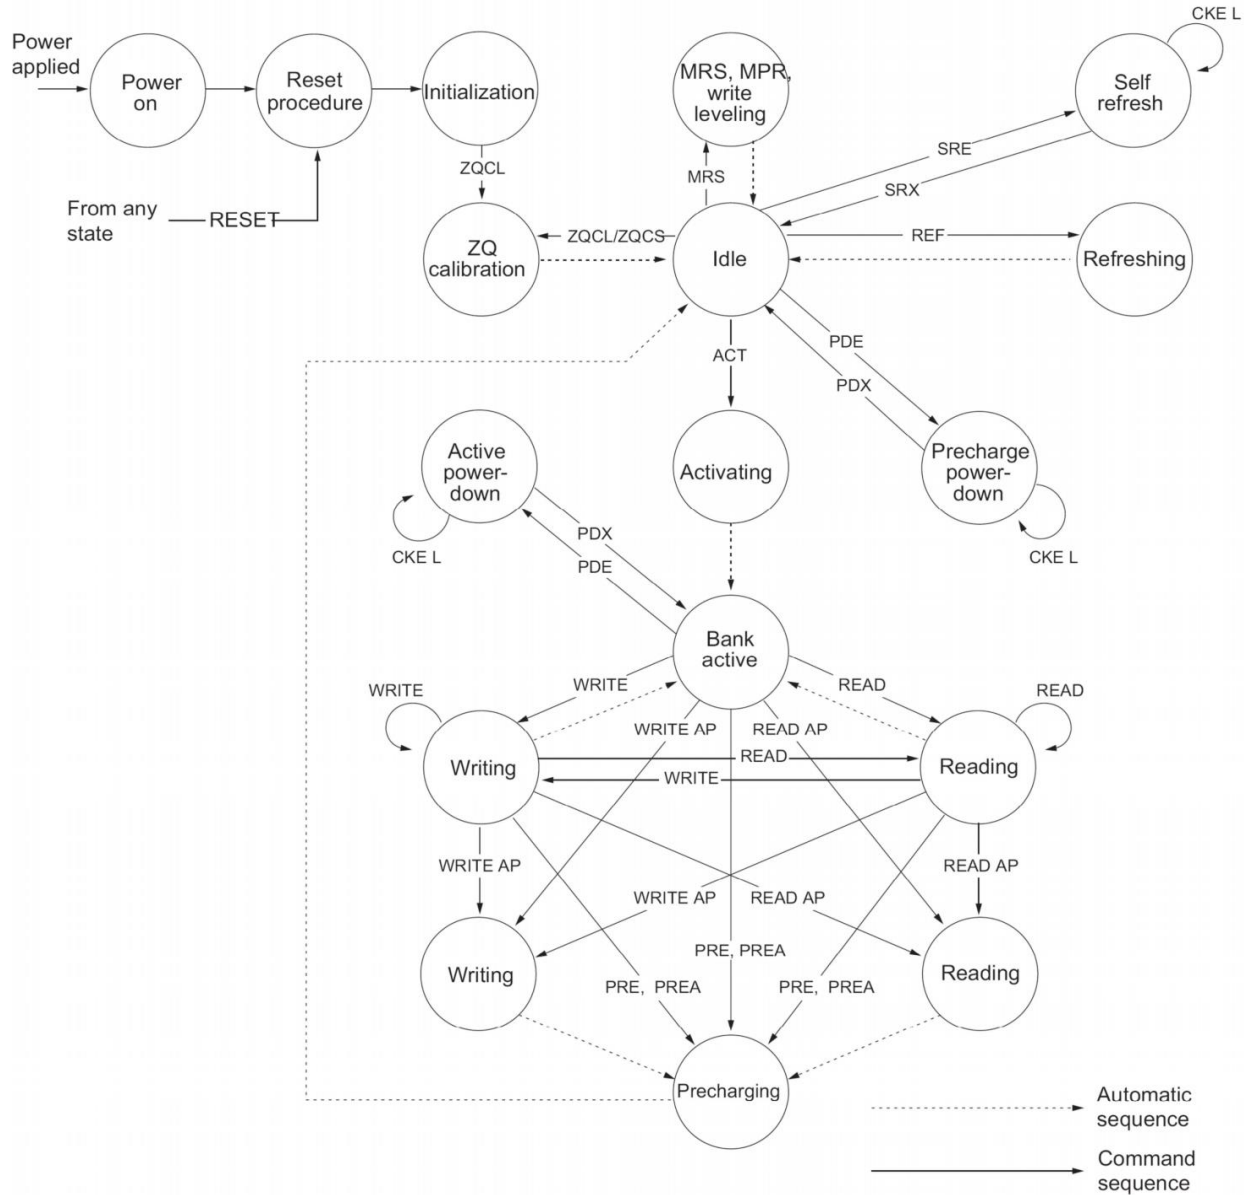 CKE L
Power
applied
Power
on
Reset
procedure
Initialization
MRS, MPR,
write
leveling
Self
refresh
ZQCL
SRE
MRS
SRX
From any
state
RESET
ZQCL/ZQCS
REF
ZQ
calibration
Idle
Refreshing
PDE
ACT
PDX
Active
power-
down
Activating
Precharge
power-
down
PDX
CKE L
PDE
CKE L
Bank
active
WRITE
WRITE
READ
READ
WRITE AP
READ AP
Writing
READ
Reading
WRITE
WRITE AP
READ AP
WRITE AP
READ AP
PRE, PREA
Writing
Reading
PRE, PREA
PRE, PREA
Precharging
Automatic
sequence
Command
sequence